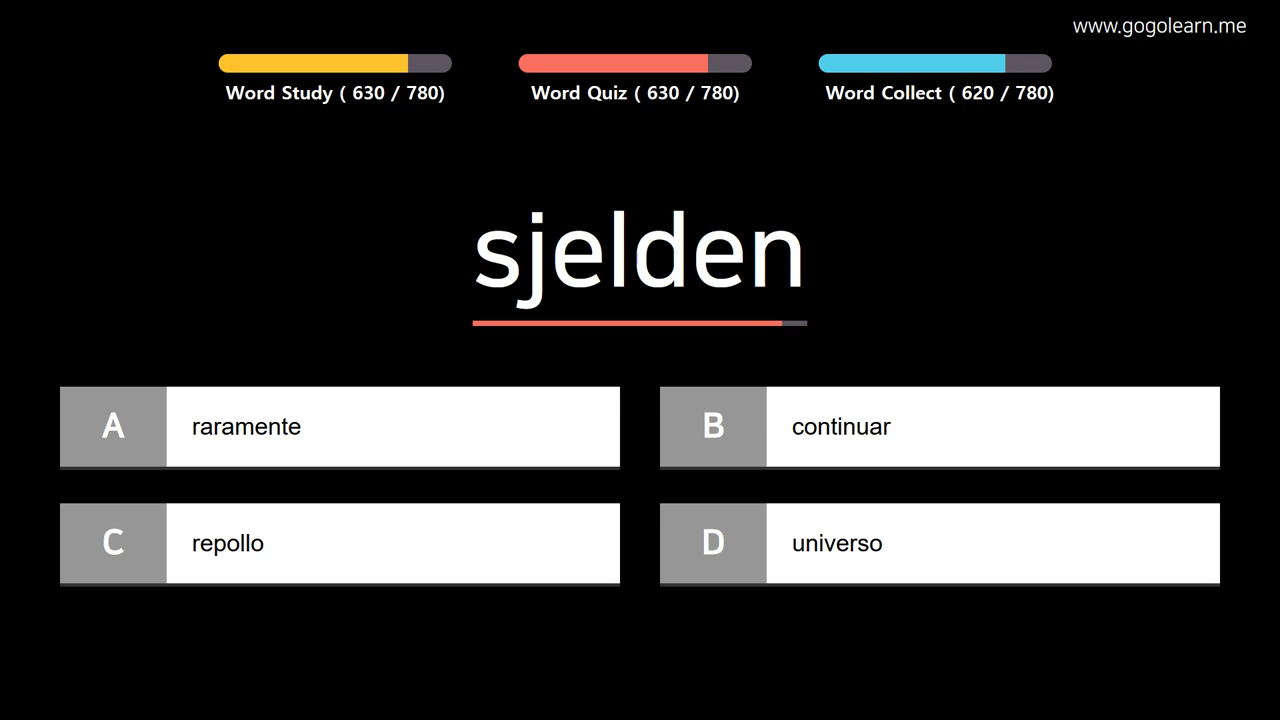 www.gogolearn.me
Word Study ( 630 / 780)
Word Quiz ( 630 / 780)
Word Collect ( 620 / 780)
sjelden
A raramente
B continuar
C repollo
D universo